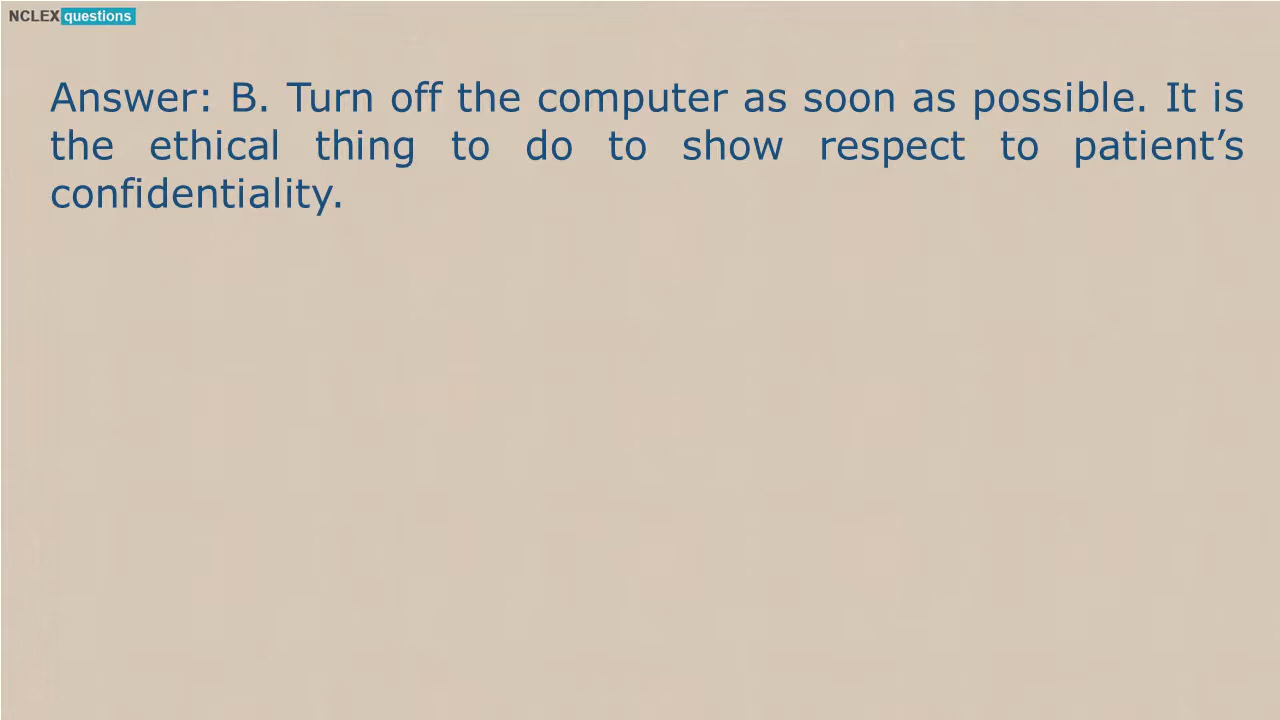 NCLEX questions
Answer: B. Turn off the computer as soon as possible. It is
the ethical thing to do to show respect to patient’s
confidentiality.